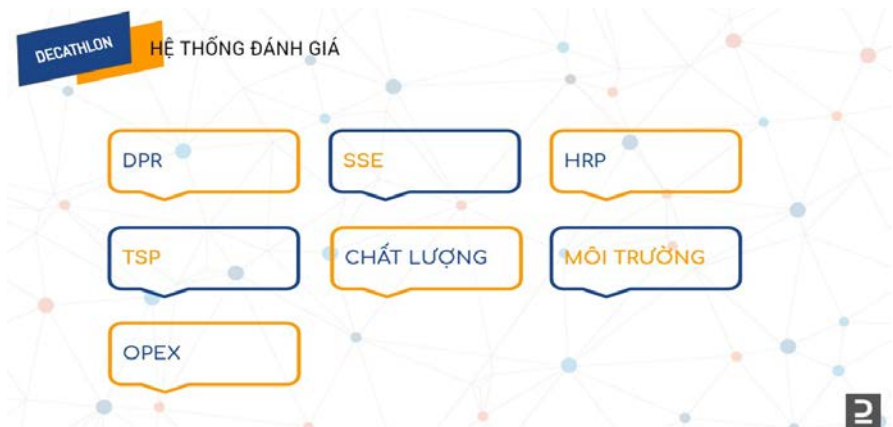 DECATHLON
HỆ THỐNG ĐÁNH GIÁ
DPR
SSE
HRP
TSP
CHẤT LƯỢNG
MÔI TRƯỜNG
OPEX